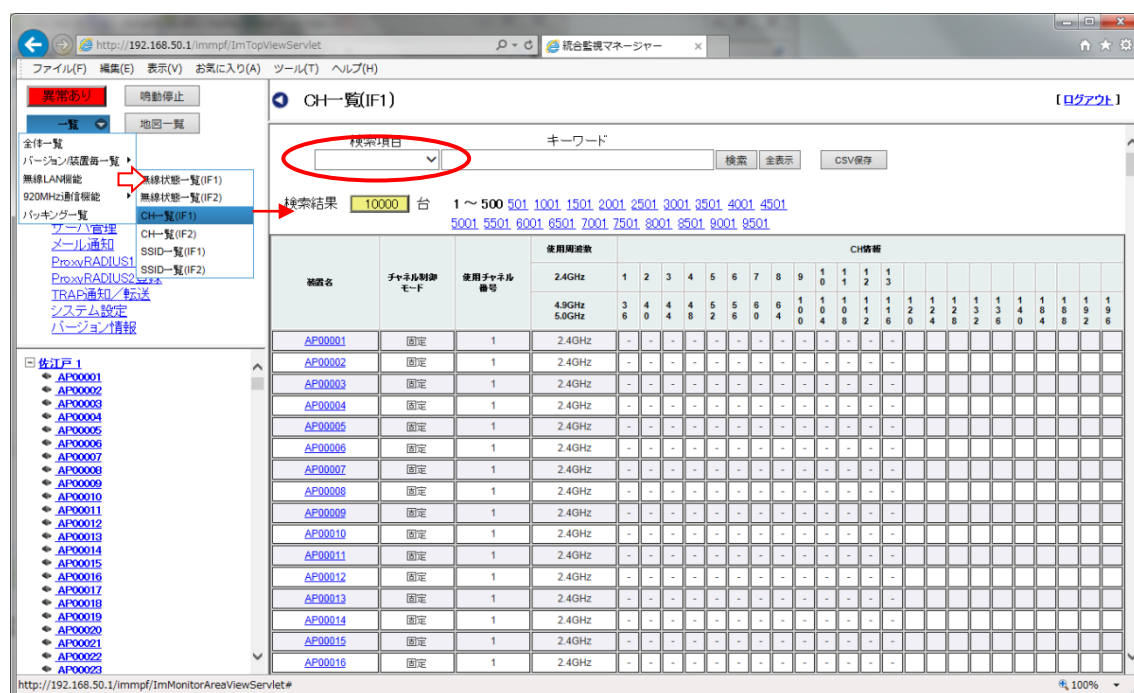 http://192.168.50.1/immpf/ImTopViewServlet
統合監視マネージャー
ファイル(F) 編集(E) 表示(V) お気に入り(A) ツール(T) ヘルプ(H)
異常あり 鳴動停止
一覧 地図一覧
全体一覧
バージョン/装置毎一覧
無線LAN機能
920MHz通信機能
パッキング一覧
無線状態一覧(IF1)
無線状態一覧(IF2)
CH一覧(IF1)
CH一覧(IF2)
SSID一覧(IF1)
SSID一覧(IF2)
サーバ管理
メール通知
ProxyRADIUS1
ProxyRADIUS2登録
TRAP通知/転送
システム設定
バージョン情報
佐江戸 1
AP00001
AP00002
AP00003
AP00004
AP00005
AP00006
AP00007
AP00008
AP00009
AP00010
AP00011
AP00012
AP00013
AP00014
AP00015
AP00016
AP00017
AP00018
AP00019
AP00020
AP00021
AP00022
AP00023
CH一覧(IF1) [ログアウト]
検索項目 キーワード
検索 全表示 CSV保存
検索結果 10000 台 1 ~ 500 501 1001 1501 2001 2501 3001 3501 4001 4501
5001 5501 6001 6501 7001 7501 8001 8501 9001 9501
装置名 チャネル制御モード 使用チャネル番号 使用周波数 CH情報
2.4GHz 1 2 3 4 5 6 7 8 9 10 11 12 13
4.9GHz 5.0GHz 36 40 44 48 52 56 60 64 100 104 108 112 116 120 124 128 132 136 140 184 188 192 196
AP00001 固定 1 2.4GHz - - - - - - - - - - - - -
AP00002 固定 1 2.4GHz - - - - - - - - - - - - -
AP00003 固定 1 2.4GHz - - - - - - - - - - - - -
AP00004 固定 1 2.4GHz - - - - - - - - - - - - -
AP00005 固定 1 2.4GHz - - - - - - - - - - - - -
AP00006 固定 1 2.4GHz - - - - - - - - - - - - -
AP00007 固定 1 2.4GHz - - - - - - - - - - - - -
AP00008 固定 1 2.4GHz - - - - - - - - - - - - -
AP00009 固定 1 2.4GHz - - - - - - - - - - - - -
AP00010 固定 1 2.4GHz - - - - - - - - - - - - -
AP00011 固定 1 2.4GHz - - - - - - - - - - - - -
AP00012 固定 1 2.4GHz - - - - - - - - - - - - -
AP00013 固定 1 2.4GHz - - - - - - - - - - - - -
AP00014 固定 1 2.4GHz - - - - - - - - - - - - -
AP00015 固定 1 2.4GHz - - - - - - - - - - - - -
AP00016 固定 1 2.4GHz - - - - - - - - - - - - -
http://192.168.50.1/immpf/ImMonitorAreaViewServlet#
100%